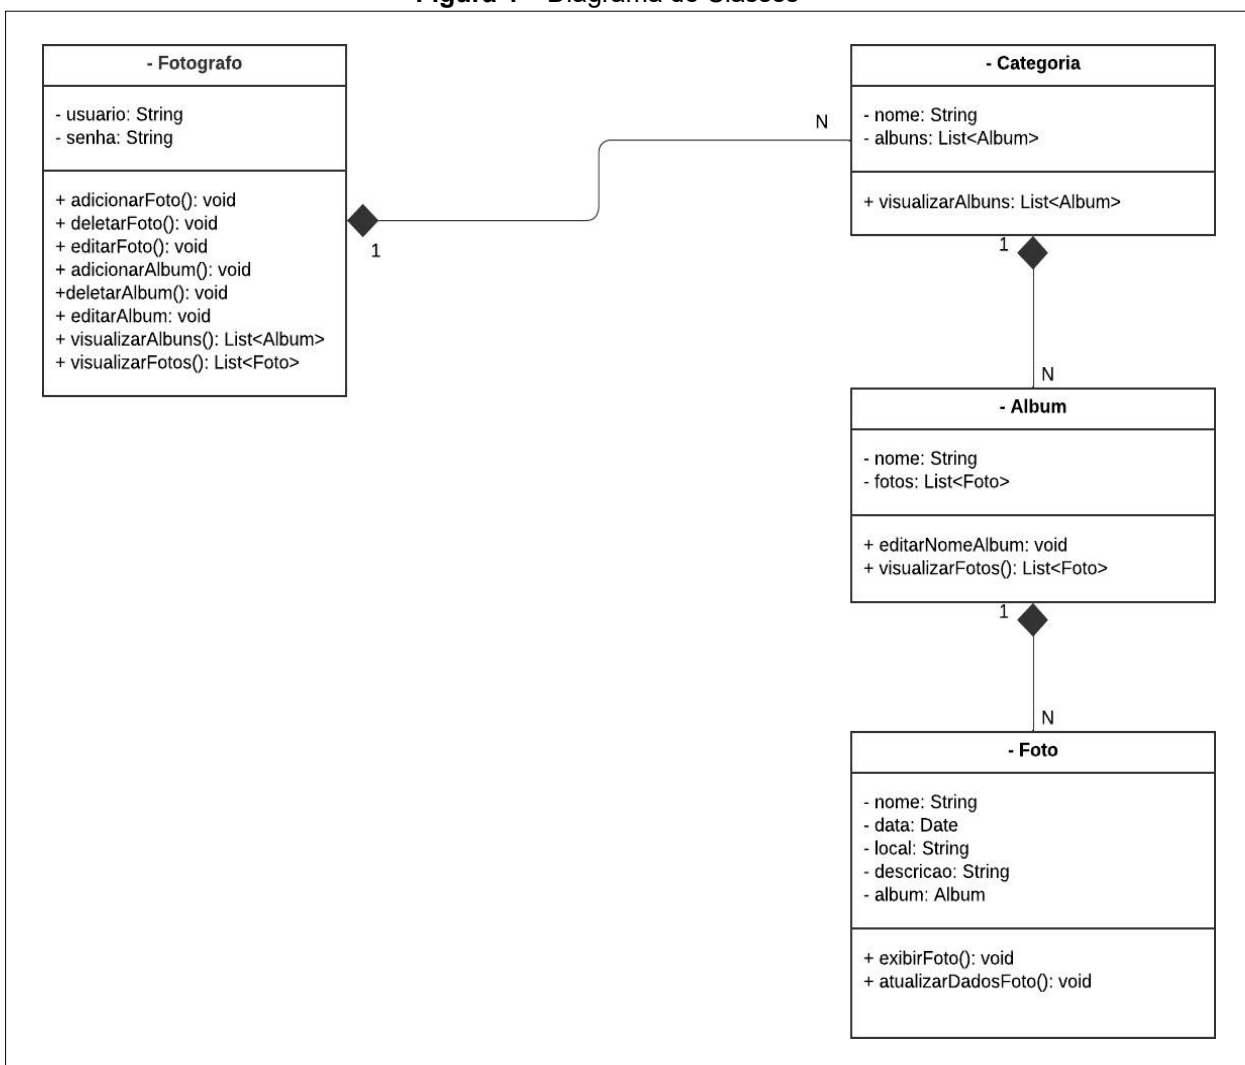 Diagrama de Classes
- Fotografo
- usuario: String
- senha: String
+ adicionarFoto(): void
+ deletarFoto(): void
+ editarFoto(): void
+ adicionarAlbum(): void
+deletarAlbum(): void
+ editarAlbum: void
+ visualizarAlbuns(): List<Album>
+ visualizarFotos(): List<Foto>
1
N
- Categoria
- nome: String
- albuns: List<Album>
+ visualizarAlbuns: List<Album>
1
N
- Album
- nome: String
- fotos: List<Foto>
+ editarNomeAlbum: void
+ visualizarFotos(): List<Foto>
1
N
- Foto
- nome: String
- data: Date
- local: String
- descricao: String
- album: Album
+ exibirFoto(): void
+ atualizarDadosFoto(): void